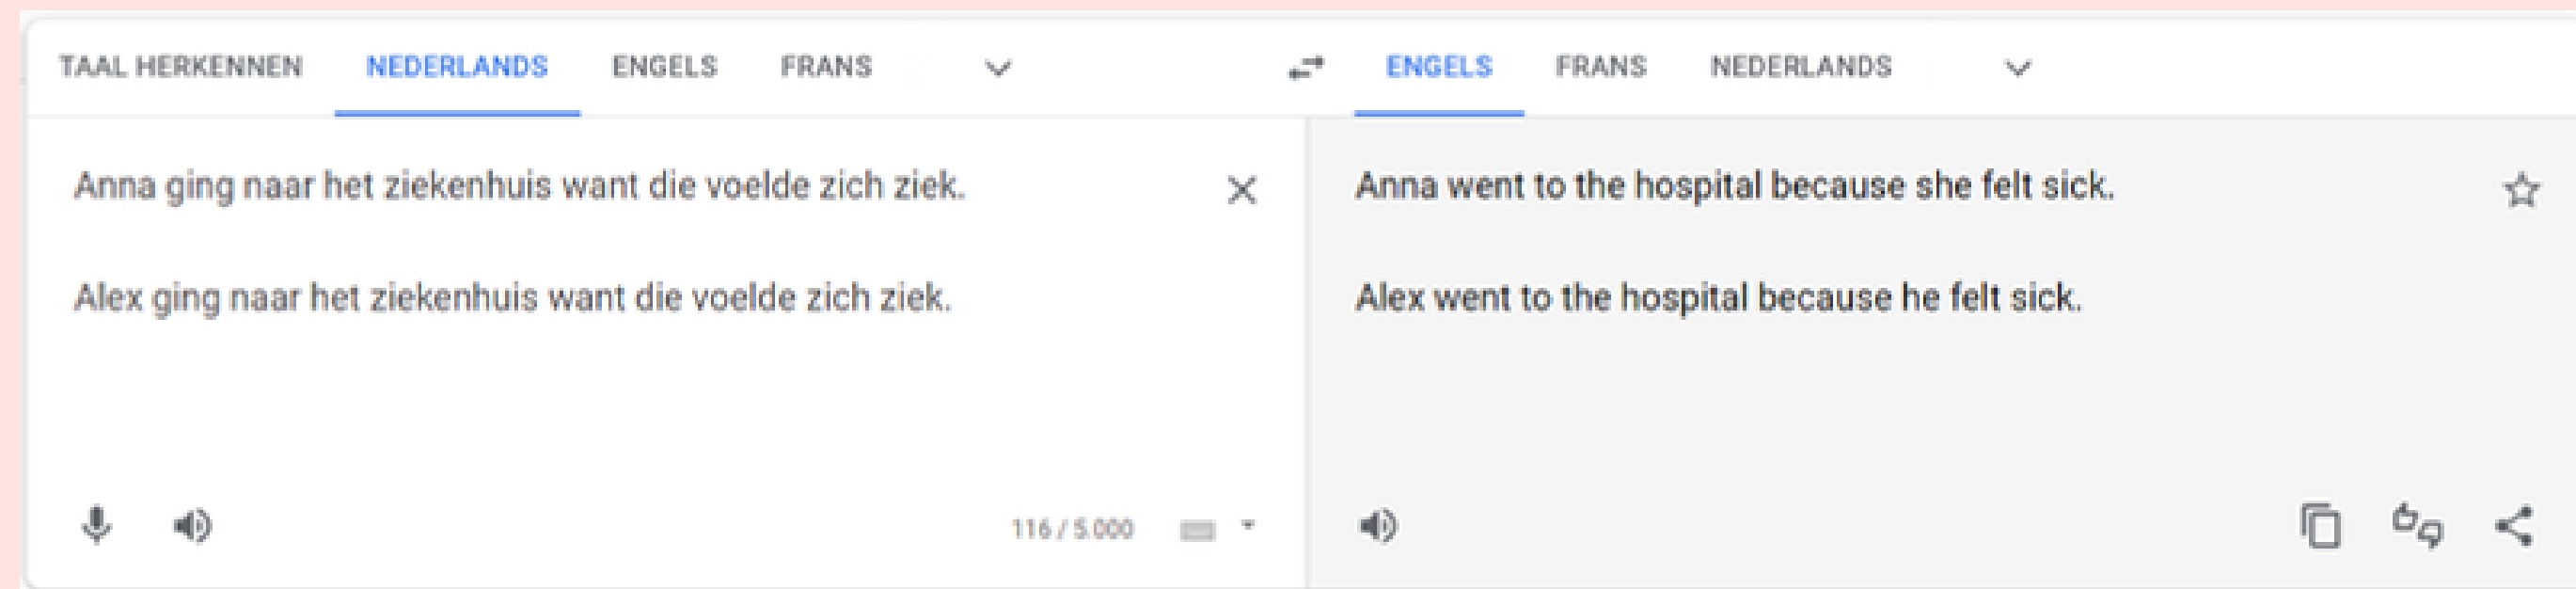 TAAL HERKENNEN NEDERLANDS ENGELS FRANS ENGELS FRANS NEDERLANDS
Anna ging naar het ziekenhuis want die voelde zich ziek.
Alex ging naar het ziekenhuis want die voelde zich ziek.
116 / 5.000
Anna went to the hospital because she felt sick.
Alex went to the hospital because he felt sick.